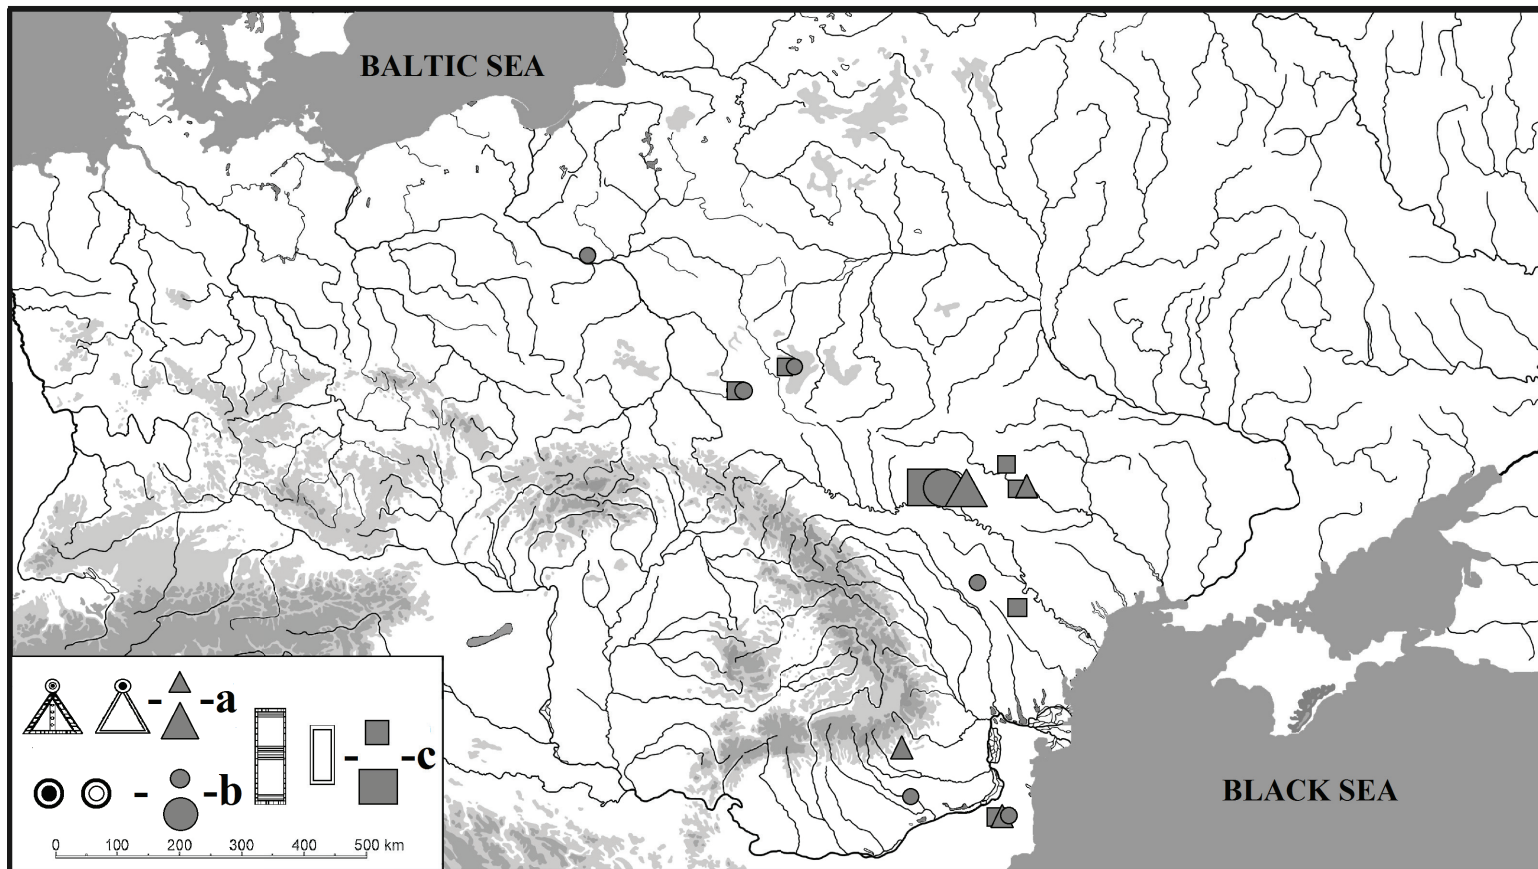 BALTIC SEA
BLACK SEA
- -a
- -b
- -c
0 100 200 300 400 500 km